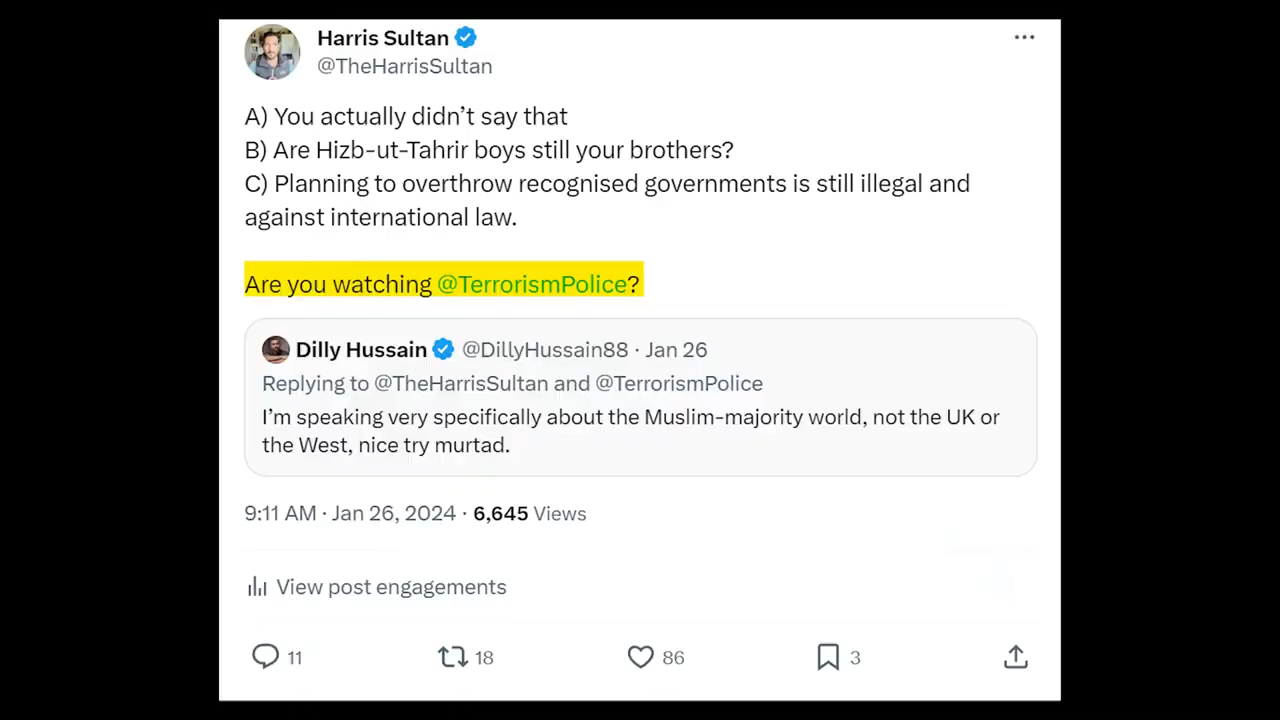 Harris Sultan
@TheHarrisSultan
A) You actually didn’t say that
B) Are Hizb-ut-Tahrir boys still your brothers?
C) Planning to overthrow recognised governments is still illegal and
against international law.
Are you watching @TerrorismPolice?
Dilly Hussain @DillyHussain88 · Jan 26
Replying to @TheHarrisSultan and @TerrorismPolice
I’m speaking very specifically about the Muslim-majority world, not the UK or
the West, nice try murtad.
9:11 AM · Jan 26, 2024 · 6,645 Views
View post engagements
11 18 86 3